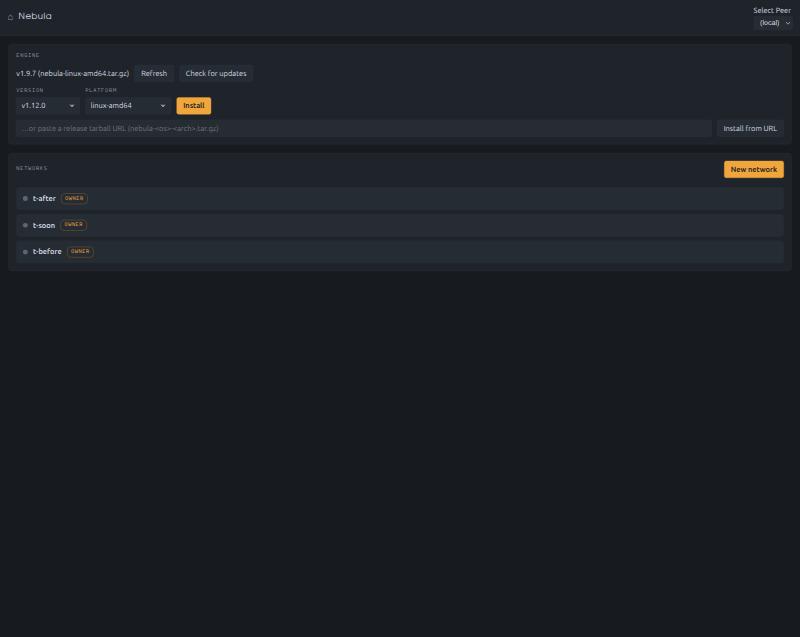 Nebula
Select Peer
(local)
ENGINE
v1.9.7 (nebula-linux-amd64.tar.gz) Refresh Check for updates
VERSION PLATFORM
v1.12.0 linux-amd64 Install
...or paste a release tarball URL (nebula-<os>-<arch>.tar.gz) Install from URL
NETWORKS New network
t-after OWNER
t-soon OWNER
t-before OWNER